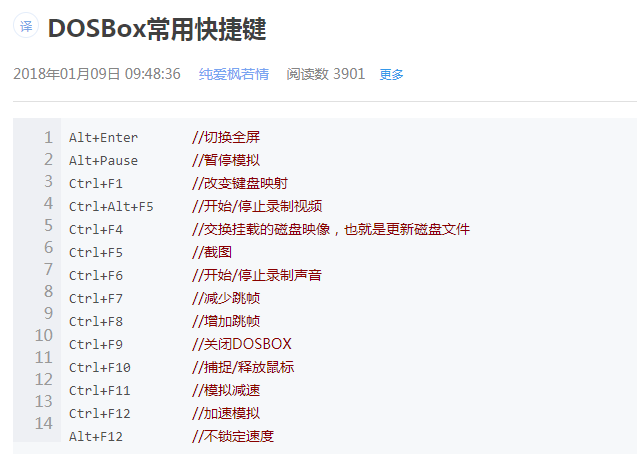 译 DOSBox常用快捷键
2018年01月09日 09:48:36 纯爱枫若情 阅读数 3901 更多
1 Alt+Enter //切换全屏
2 Alt+Pause //暂停模拟
3 Ctrl+F1 //改变键盘映射
4 Ctrl+Alt+F5 //开始/停止录制视频
5 Ctrl+F4 //交换挂载的磁盘映像，也就是更新磁盘文件
6 Ctrl+F5 //截图
7 Ctrl+F6 //开始/停止录制声音
8 Ctrl+F7 //减少跳帧
9 Ctrl+F8 //增加跳帧
10 Ctrl+F9 //关闭DOSBOX
11 Ctrl+F10 //捕捉/释放鼠标
12 Ctrl+F11 //模拟减速
13 Ctrl+F12 //加速模拟
14 Alt+F12 //不锁定速度